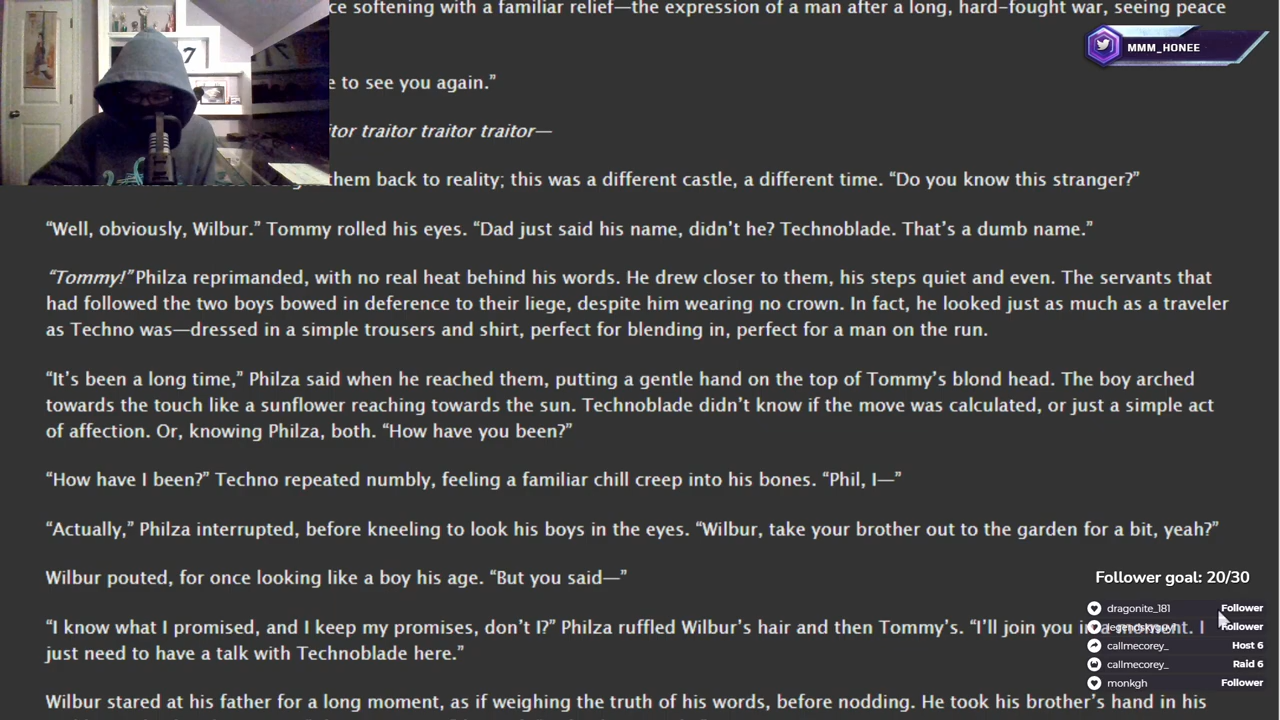 ce softening with a familiar relief—the expression of a man after a long, hard-fought war, seeing peace
MMM_HONEE
e to see you again.”
itor traitor traitor traitor—
them back to reality; this was a different castle, a different time. “Do you know this stranger?”
“Well, obviously, Wilbur.” Tommy rolled his eyes. “Dad just said his name, didn’t he? Technoblade. That’s a dumb name.”
“Tommy!” Philza reprimanded, with no real heat behind his words. He drew closer to them, his steps quiet and even. The servants that
had followed the two boys bowed in deference to their liege, despite him wearing no crown. In fact, he looked just as much as a traveler
as Techno was—dressed in a simple trousers and shirt, perfect for blending in, perfect for a man on the run.
“It’s been a long time,” Philza said when he reached them, putting a gentle hand on the top of Tommy’s blond head. The boy arched
towards the touch like a sunflower reaching towards the sun. Technoblade didn’t know if the move was calculated, or just a simple act
of affection. Or, knowing Philza, both. “How have you been?”
“How have I been?” Techno repeated numbly, feeling a familiar chill creep into his bones. “Phil, I—”
“Actually,” Philza interrupted, before kneeling to look his boys in the eyes. “Wilbur, take your brother out to the garden for a bit, yeah?”
Wilbur pouted, for once looking like a boy his age. “But you said—”
Follower goal: 20/30
dragonite_181 Follower
“I know what I promised, and I keep my promises, don’t I?” Philza ruffled Wilbur’s hair and then Tommy’s. “I’ll join you in a moment. I
Follower
callmecorey_ Host 6
just need to have a talk with Technoblade here.”
callmecorey_ Raid 6
monkgh Follower
Wilbur stared at his father for a long moment, as if weighing the truth of his words, before nodding. He took his brother’s hand in his